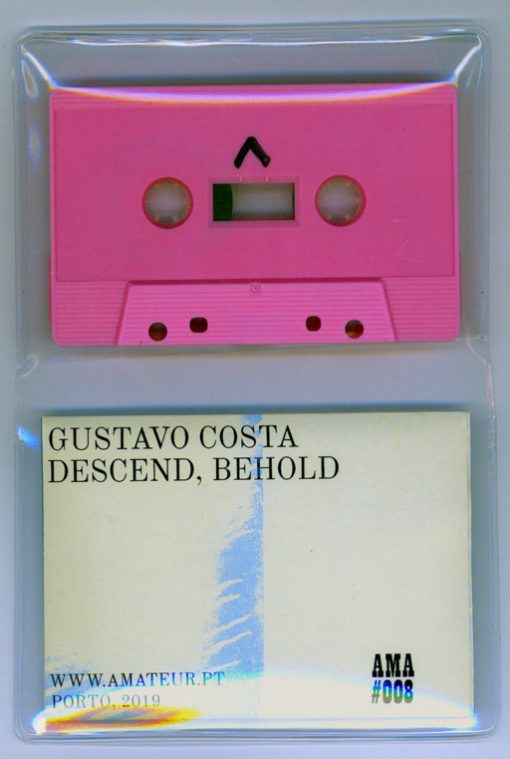 GUSTAVO COSTA
DESCEND, BEHOLD
WWW.AMATEUR.PT
PORTO, 2019
AMA
#008